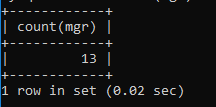 +------------+
| count(mgr) |
+------------+
|         13 |
+------------+
1 row in set (0.02 sec)